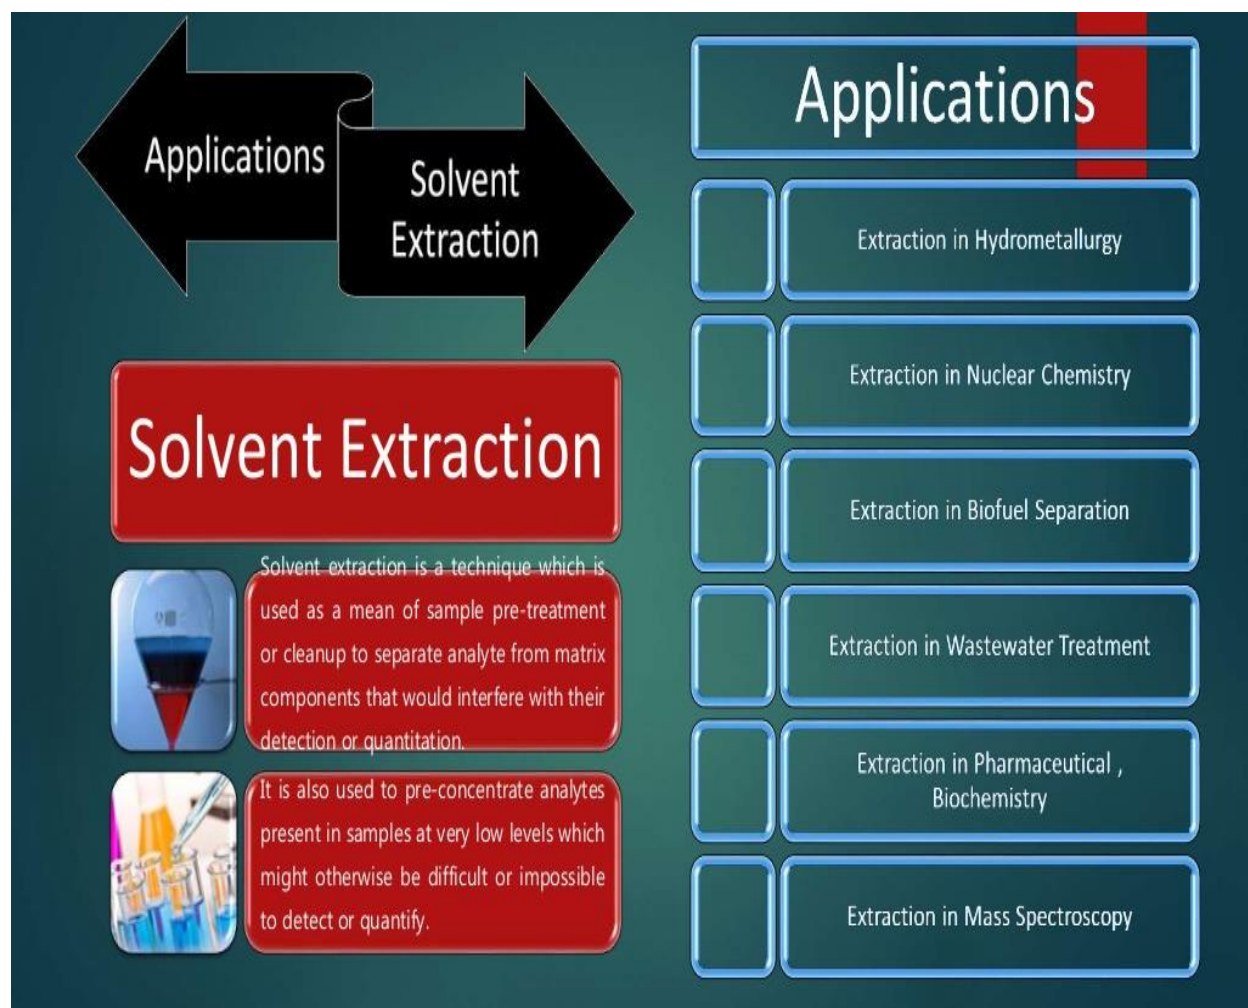 Applications
Solvent
Extraction
Solvent Extraction
Solvent extraction is a technique which is
used as a mean of sample pre-treatment
or cleanup to separate analyte from matrix
components that would interfere with their
detection or quantitation.
It is also used to pre-concentrate analytes
present in samples at very low levels which
might otherwise be difficult or impossible
to detect or quantify.
Applications
Extraction in Hydrometallurgy
Extraction in Nuclear Chemistry
Extraction in Biofuel Separation
Extraction in Wastewater Treatment
Extraction in Pharmaceutical ,
Biochemistry
Extraction in Mass Spectroscopy